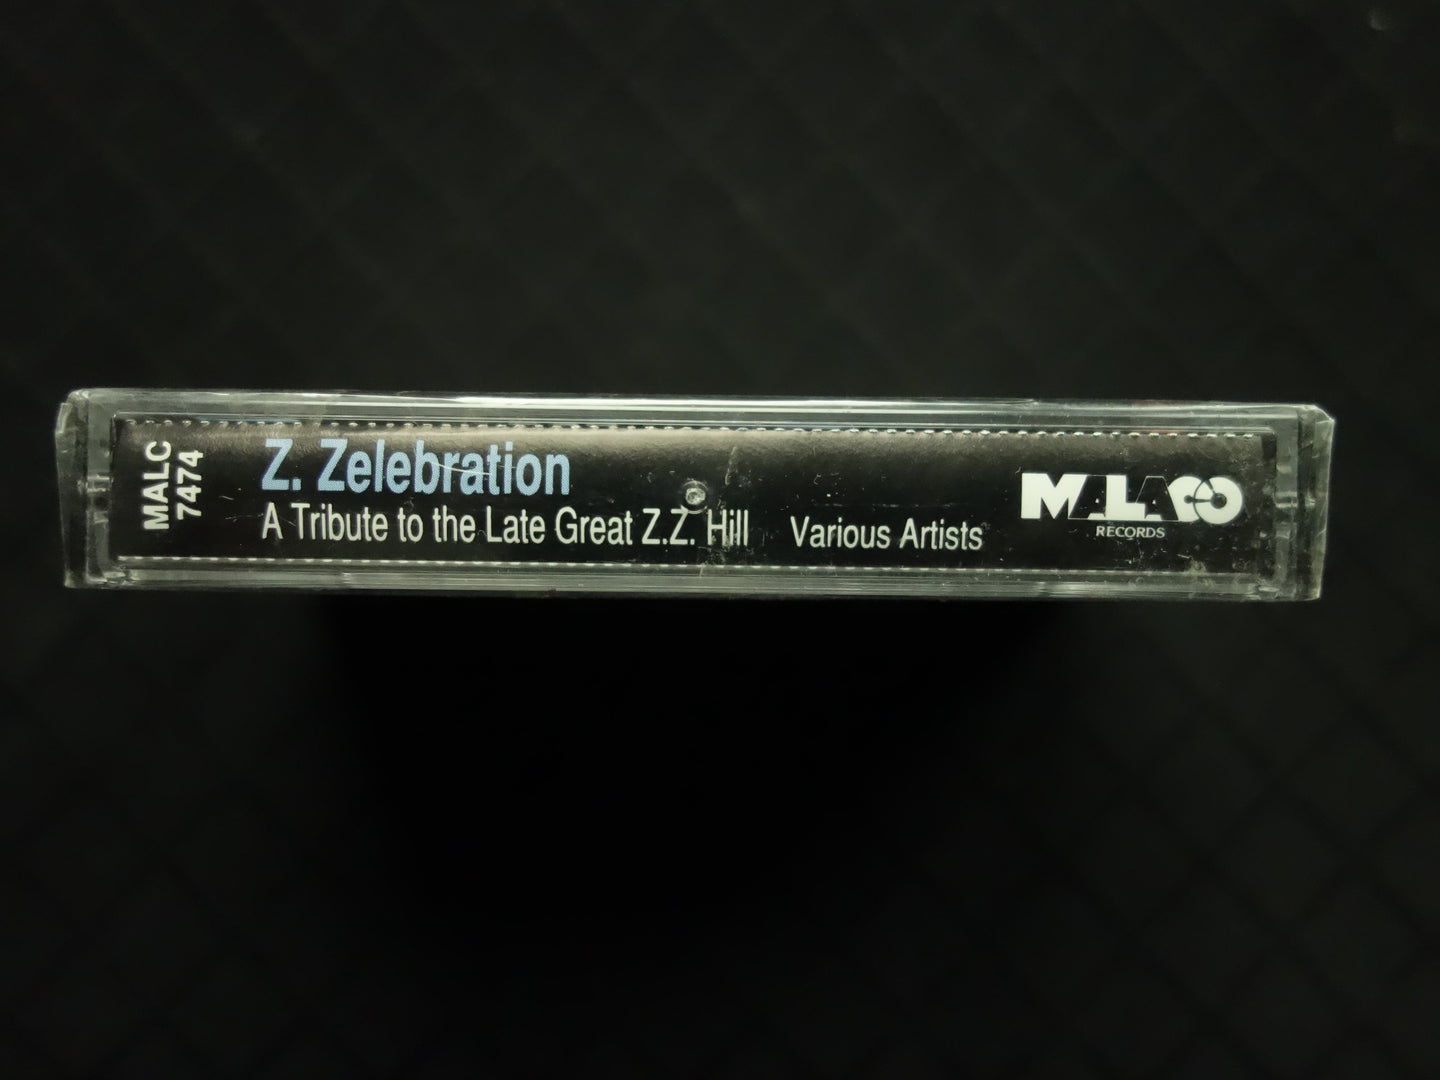 MALC
7474
Z. Zelebration
A Tribute to the Late Great Z.Z. Hill Various Artists
MALACO
RECORDS